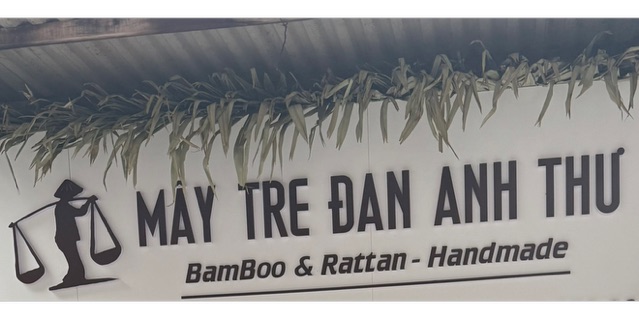 MÂY TRE ĐAN ANH THƯ
BamBoo & Rattan - Handmade